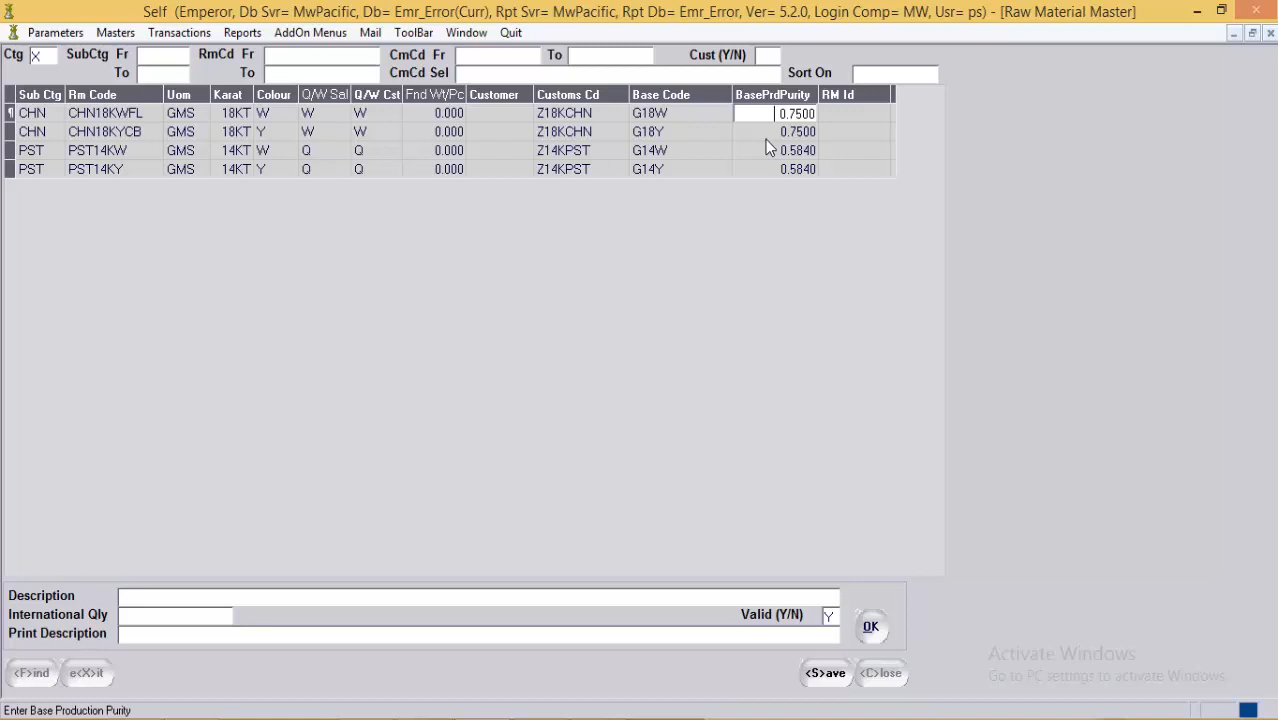 Self (Emperor, Db Svr= MwPacific, Db= Emr_Error(Curr), Rpt Svr= MwPacific, Rpt Db= Emr_Error, Ver= 5.2.0, Login Comp= MW, Usr= ps) - [Raw Material Master]
Parameters Masters Transactions Reports AddOn Menus Mail ToolBar Window Quit
Ctg X SubCtg Fr RmCd Fr CmCd Fr To Cust (Y/N)
To To CmCd Sel Sort On
Sub Ctg Rm Code Uom Karat Colour Q/W Sal Q/W Cst Fnd Wt/Pc Customer Customs Cd Base Code BasePrdPurity RM Id
CHN CHN18KWFL GMS 18KT W W W 0.000 Z18KCHN G18W 0.7500
CHN CHN18KYCB GMS 18KT Y W W 0.000 Z18KCHN G18Y 0.7500
PST PST14KW GMS 14KT W Q Q 0.000 Z14KPST G14W 0.5840
PST PST14KY GMS 14KT Y Q Q 0.000 Z14KPST G14Y 0.5840
Description
International Qly Valid (Y/N) Y
Print Description
OK
<F>ind e<X>it <S>ave <C>lose
Activate Windows
Go to PC settings to activate Windows.
Enter Base Production Purity